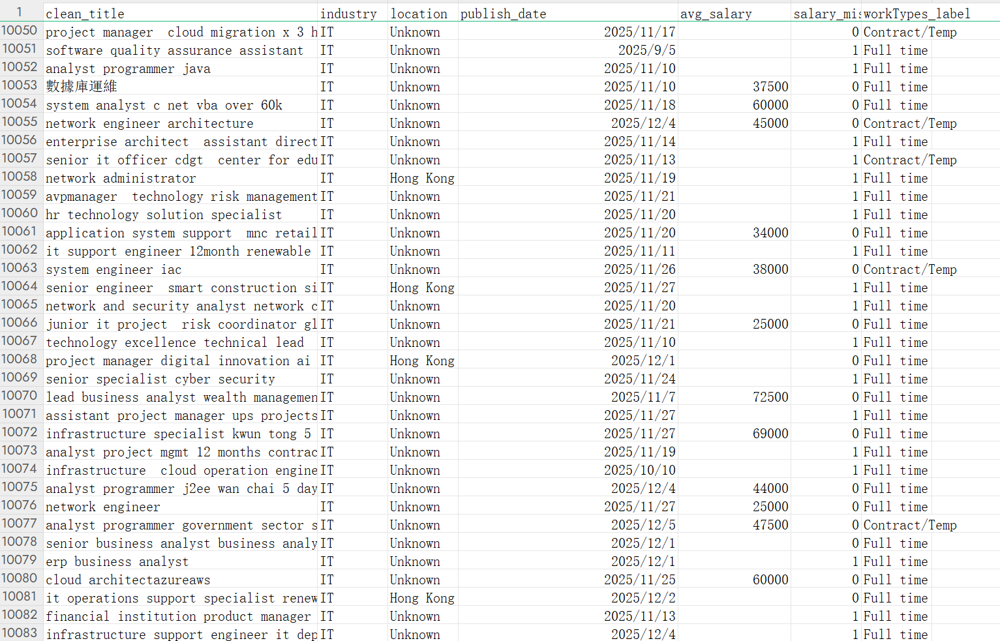 1 clean_title industry location publish_date avg_salary salary_mis workTypes_label
10050 project manager  cloud migration x 3 h IT Unknown 2025/11/17 0 Contract/Temp
10051 software quality assurance assistant IT Unknown 2025/9/5 1 Full time
10052 analyst programmer java IT Unknown 2025/11/10 1 Full time
10053 數據庫運維 IT Unknown 2025/11/10 37500 0 Full time
10054 system analyst c net vba over 60k IT Unknown 2025/11/18 60000 0 Full time
10055 network engineer architecture IT Unknown 2025/12/4 45000 0 Contract/Temp
10056 enterprise architect  assistant direct IT Unknown 2025/11/14 1 Full time
10057 senior it officer cdgt  center for edu IT Unknown 2025/11/13 1 Contract/Temp
10058 network administrator IT Hong Kong 2025/11/19 1 Full time
10059 avpmanager  technology risk management IT Unknown 2025/11/21 1 Full time
10060 hr technology solution specialist IT Unknown 2025/11/20 1 Full time
10061 application system support  mnc retail IT Unknown 2025/11/20 34000 0 Full time
10062 it support engineer 12month renewable IT Unknown 2025/11/11 1 Full time
10063 system engineer iac IT Unknown 2025/11/26 38000 0 Contract/Temp
10064 senior engineer  smart construction si IT Hong Kong 2025/11/27 1 Full time
10065 network and security analyst network c IT Unknown 2025/11/20 1 Full time
10066 junior it project  risk coordinator gl IT Unknown 2025/11/21 25000 0 Full time
10067 technology excellence technical lead IT Unknown 2025/11/10 1 Full time
10068 project manager digital innovation ai IT Hong Kong 2025/12/1 0 Full time
10069 senior specialist cyber security IT Unknown 2025/11/24 1 Full time
10070 lead business analyst wealth managemen IT Unknown 2025/11/7 72500 0 Full time
10071 assistant project manager ups projects IT Unknown 2025/11/27 1 Full time
10072 infrastructure specialist kwun tong 5 IT Unknown 2025/11/27 69000 0 Full time
10073 analyst project mgmt 12 months contrac IT Unknown 2025/11/19 1 Full time
10074 infrastructure  cloud operation engine IT Unknown 2025/10/10 1 Full time
10075 analyst programmer j2ee wan chai 5 day IT Unknown 2025/12/4 44000 0 Full time
10076 network engineer IT Unknown 2025/11/27 25000 0 Full time
10077 analyst programmer government sector s IT Unknown 2025/12/5 47500 0 Contract/Temp
10078 senior business analyst business analy IT Unknown 2025/12/1 0 Full time
10079 erp business analyst IT Unknown 2025/12/1 1 Full time
10080 cloud architectazureaws IT Unknown 2025/11/25 60000 0 Full time
10081 it operations support specialist renew IT Hong Kong 2025/12/2 0 Full time
10082 financial institution product manager IT Unknown 2025/11/13 1 Full time
10083 infrastructure support engineer it dep IT Unknown 2025/12/4 1 Full time